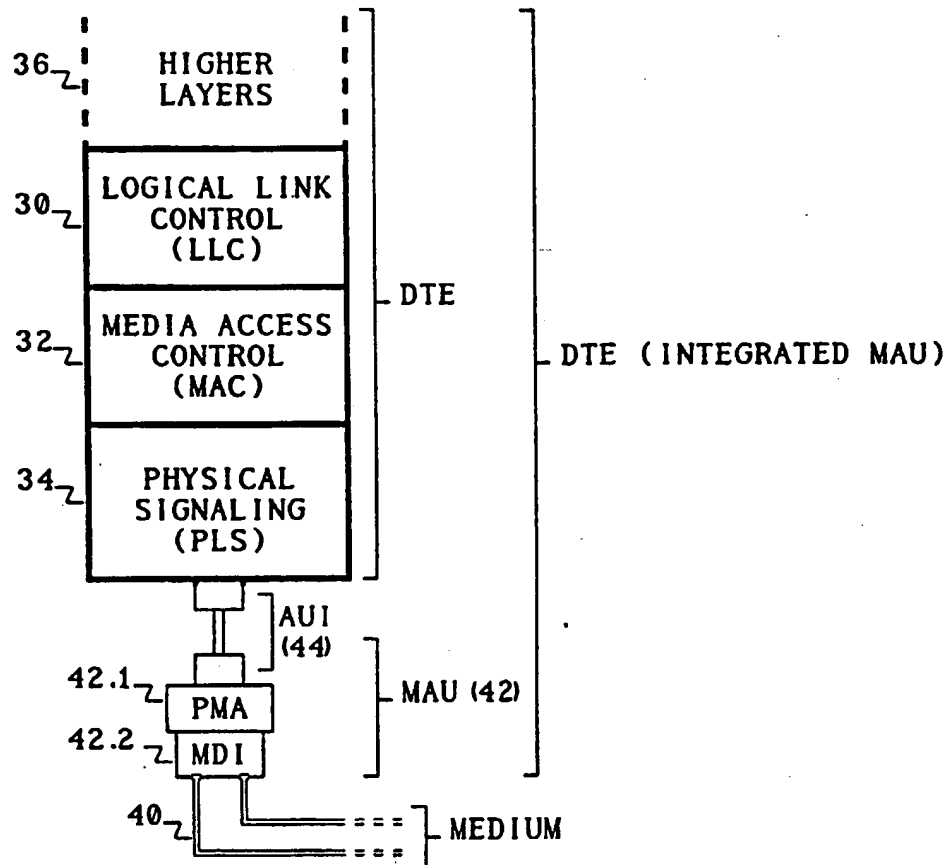 36
HIGHER
LAYERS
30
LOGICAL LINK
CONTROL
(LLC)
DTE
32
MEDIA ACCESS
CONTROL
(MAC)
DTE (INTEGRATED MAU)
34
PHYSICAL
SIGNALING
(PLS)
AUI
(44)
42.1
PMA
MAU (42)
42.2
MDI
40
MEDIUM